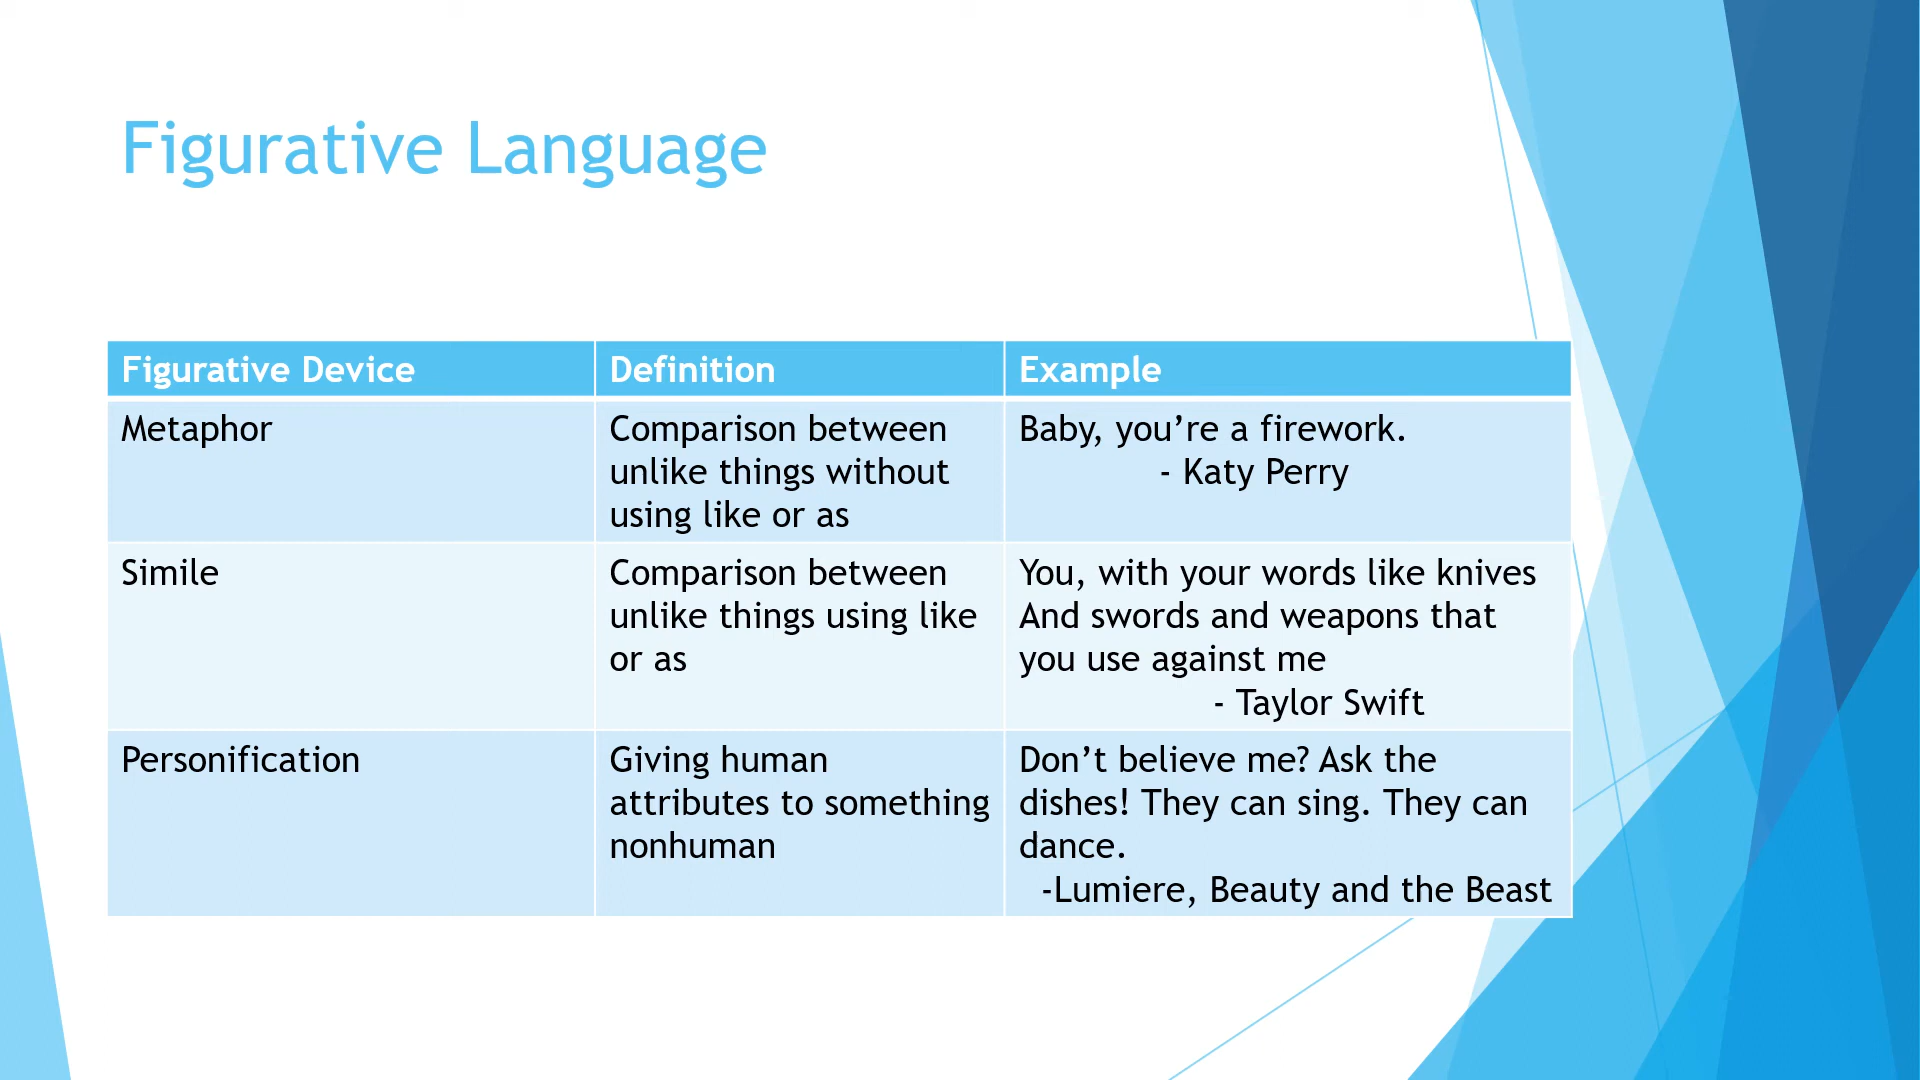 Figurative Language
Figurative Device
Definition
Example
Metaphor
Comparison between
unlike things without
using like or as
Baby, you’re a firework.
- Katy Perry
Simile
Comparison between
unlike things using like
or as
You, with your words like knives
And swords and weapons that
you use against me
- Taylor Swift
Personification
Giving human
attributes to something
nonhuman
Don’t believe me? Ask the
dishes! They can sing. They can
dance.
-Lumiere, Beauty and the Beast